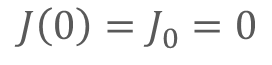 J(0) = J₀ = 0